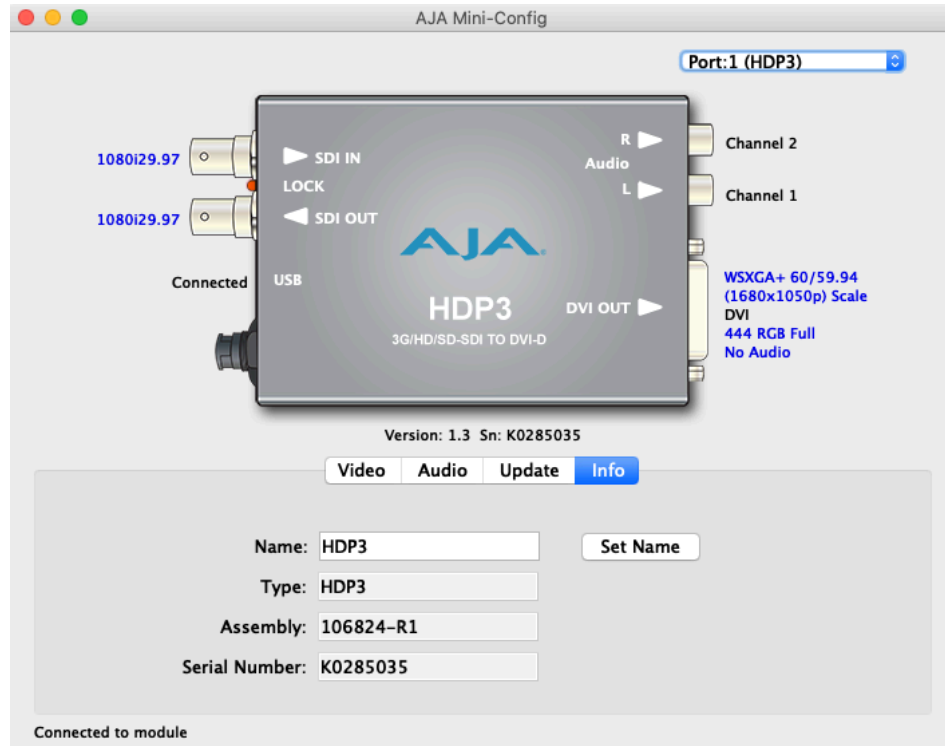 AJA Mini-Config
Port:1 (HDP3)
1080i29.97
SDI IN
LOCK
1080i29.97
SDI OUT
Connected
USB
R
Audio
L
Channel 2
Channel 1
AJA
HDP3
3G/HD/SD-SDI TO DVI-D
DVI OUT
WSXGA+ 60/59.94
(1680x1050p) Scale
DVI
444 RGB Full
No Audio
Version: 1.3 Sn: K0285035
Video Audio Update Info
Name: HDP3 Set Name
Type: HDP3
Assembly: 106824-R1
Serial Number: K0285035
Connected to module